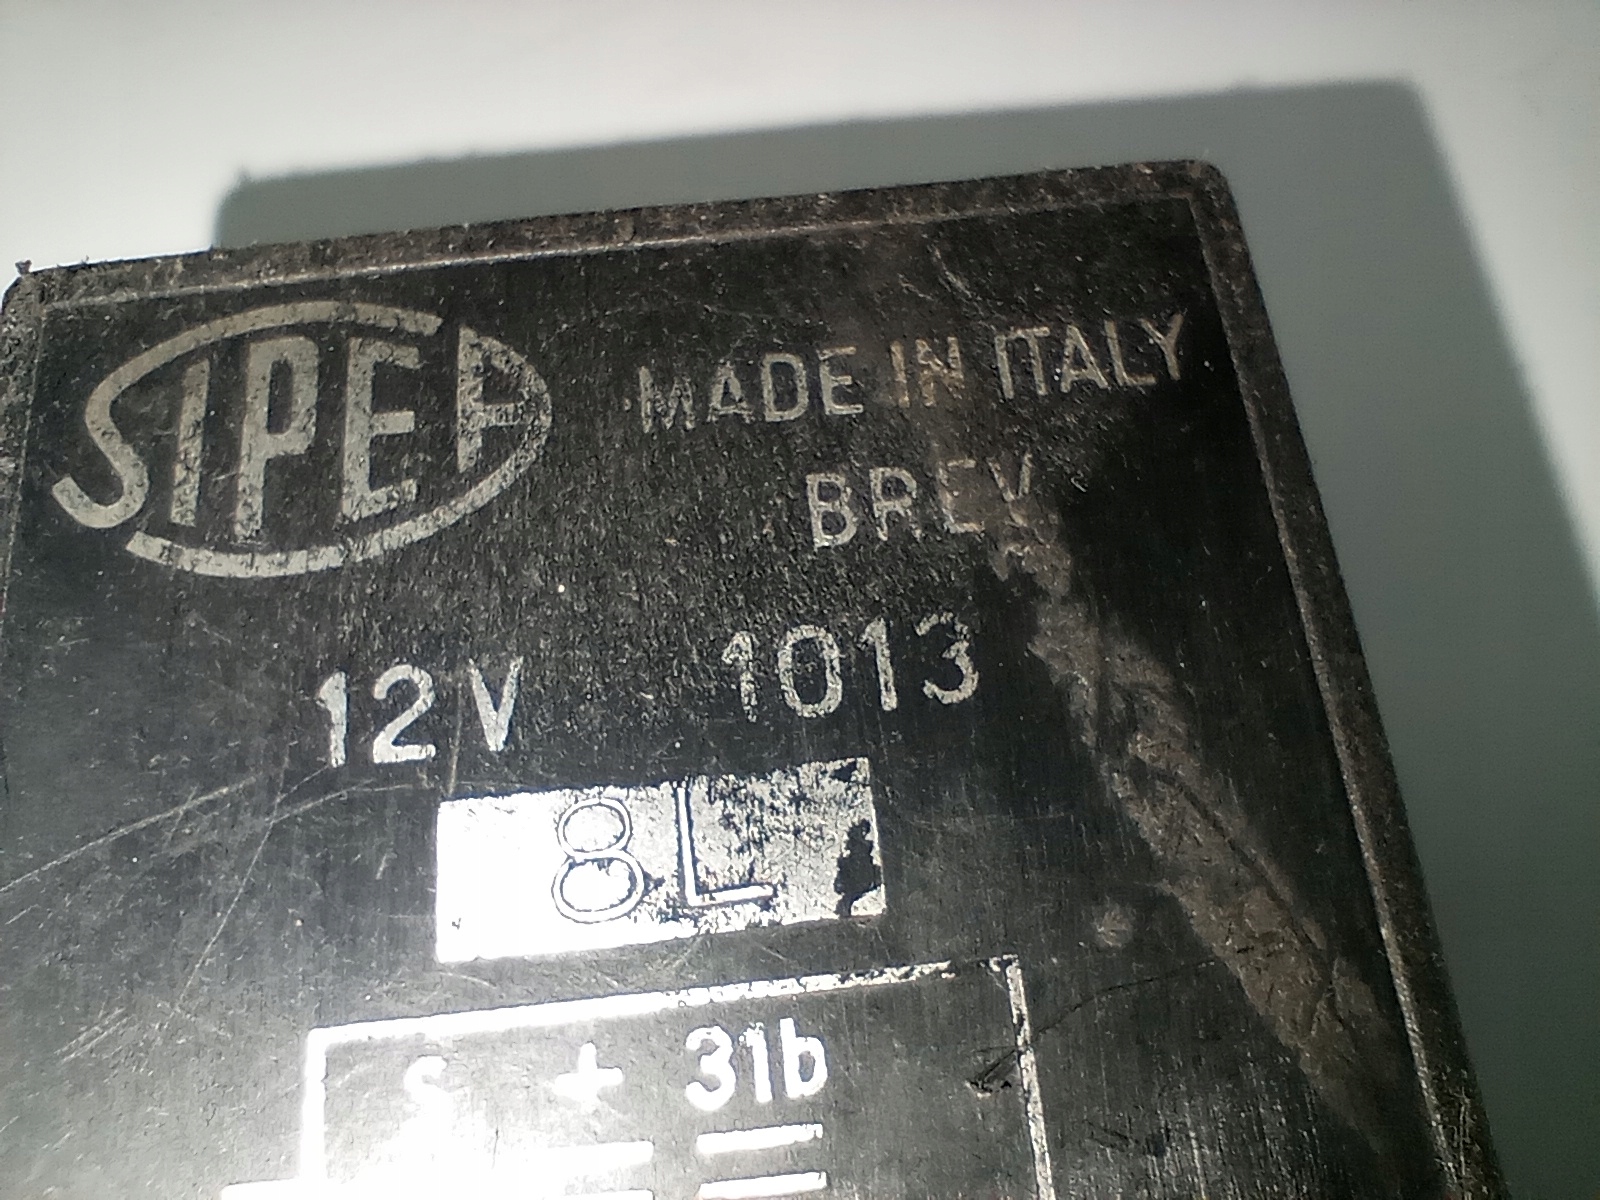 SIPEA
MADE IN ITALY
BREV
12V 1013
8L
S + 31b